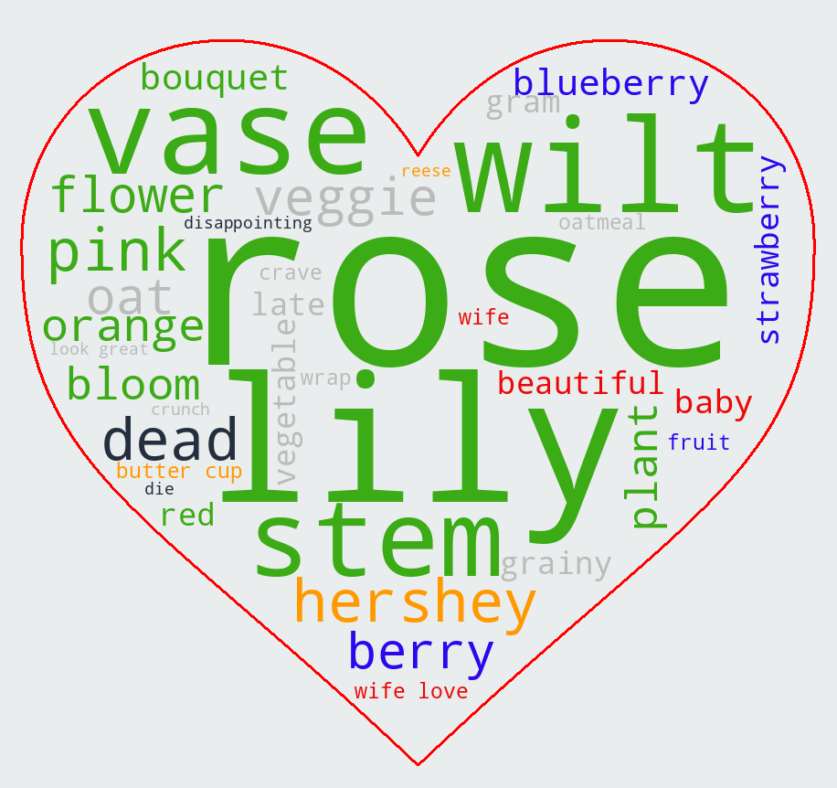 bouquet
blueberry
gram
vase
wilt
reese
strawberry
flower
veggie
disappointing
oatmeal
pink
rose
crave
oat
late
orange
wife
look great
vegetable
wrap
bloom
lily
beautiful
baby
crunch
plant
dead
fruit
butter cup
die
red
stem
grainy
hershey
berry
wife love